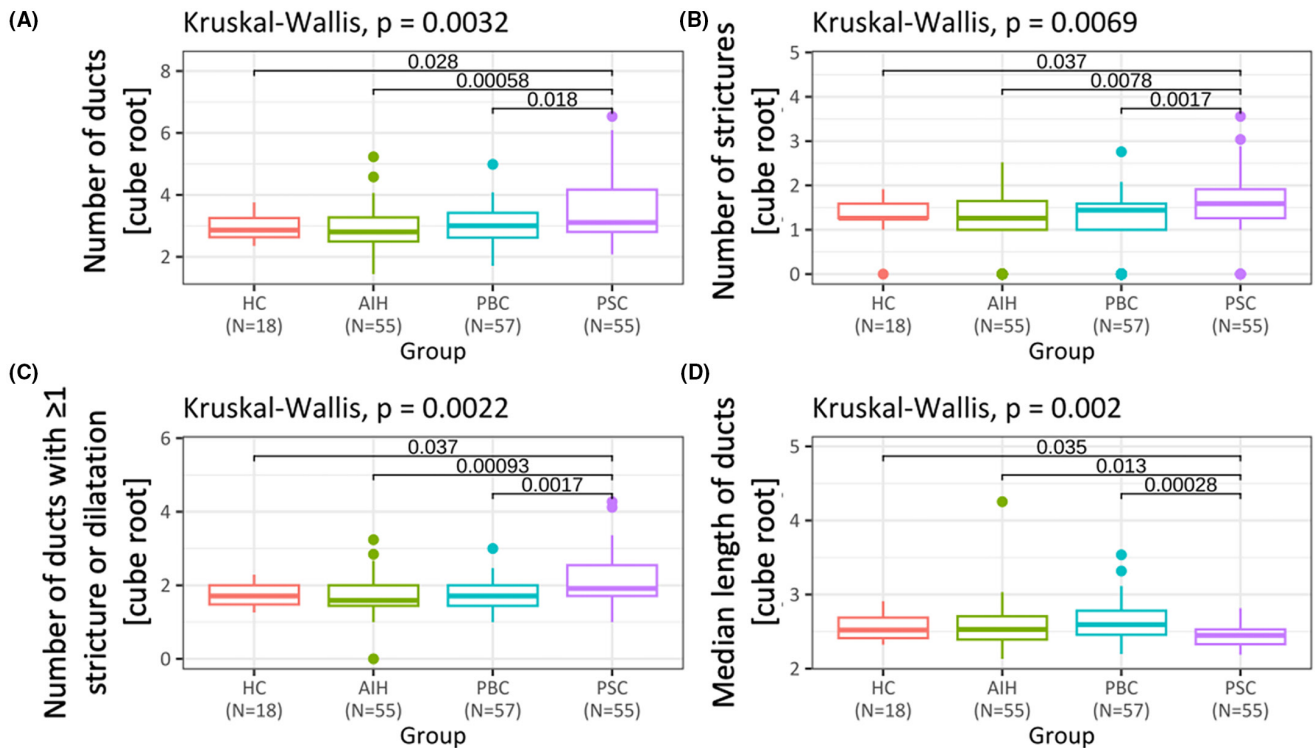 (A)
Kruskal-Wallis, p = 0.0032
Number of ducts
[cube root]
8
6
4
2
0.028
0.00058
0.018
HC
(N=18)
AIH
(N=55)
PBC
(N=57)
PSC
(N=55)
Group
(B)
Kruskal-Wallis, p = 0.0069
Number of strictures
[cube root]
5
4
3
2
1
0
0.037
0.0078
0.0017
HC
(N=18)
AIH
(N=55)
PBC
(N=57)
PSC
(N=55)
Group
(C)
Kruskal-Wallis, p = 0.0022
Number of ducts with ≥1
stricture or dilatation
[cube root]
6
4
2
0
0.037
0.00093
0.0017
HC
(N=18)
AIH
(N=55)
PBC
(N=57)
PSC
(N=55)
Group
(D)
Kruskal-Wallis, p = 0.002
Median length of ducts
[cube root]
5
4
3
2
0.035
0.013
0.00028
HC
(N=18)
AIH
(N=55)
PBC
(N=57)
PSC
(N=55)
Group